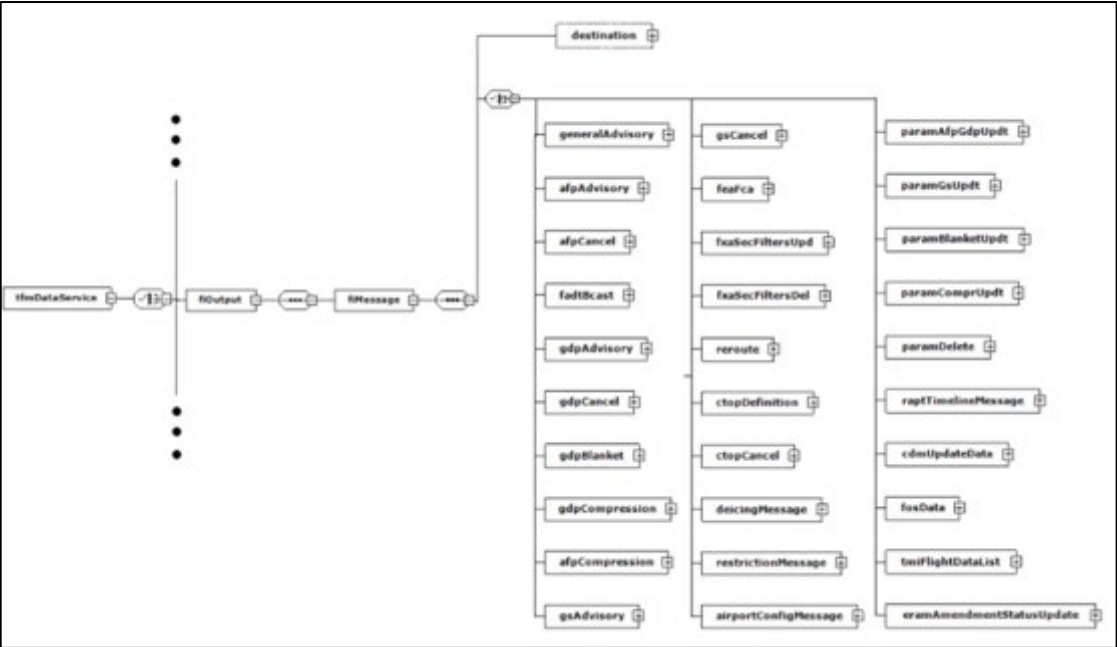 destination
generalAdvisory
afpAdvisory
afpCancel
fadtBcast
gdpAdvisory
gdpCancel
gdpBlanket
gdpCompression
afpCompression
gsAdvisory
gsCancel
feaFca
fxaSecFiltersUpd
fxaSecFiltersDel
reroute
ctopDefinition
ctopCancel
deicingMessage
restrictionMessage
airportConfigMessage
paramAfpGdpUpdt
paramGsUpdt
paramBlanketUpdt
paramComprUpdt
paramDelete
raptTimelineMessage
cdmUpdateData
fosData
tmiFlightDataList
eramAmendmentStatusUpdate
tfmDataService
fiOutput
fiMessage